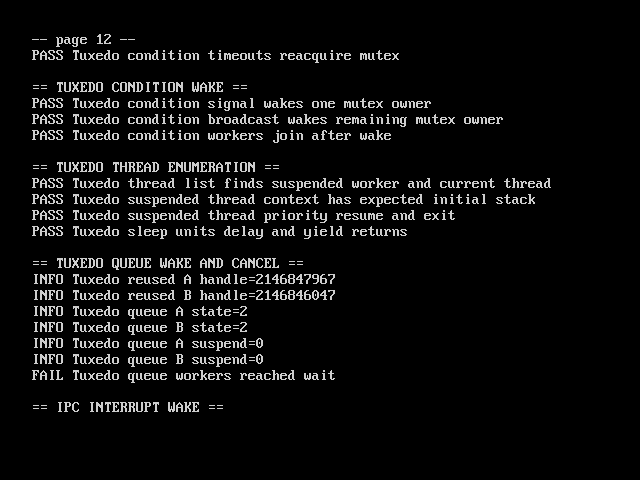 -- page 12 --
PASS Tuxedo condition timeouts reacquire mutex
== TUXEDO CONDITION WAKE ==
PASS Tuxedo condition signal wakes one mutex owner
PASS Tuxedo condition broadcast wakes remaining mutex owner
PASS Tuxedo condition workers join after wake
== TUXEDO THREAD ENUMERATION ==
PASS Tuxedo thread list finds suspended worker and current thread
PASS Tuxedo suspended thread context has expected initial stack
PASS Tuxedo suspended thread priority resume and exit
PASS Tuxedo sleep units delay and yield returns
== TUXEDO QUEUE WAKE AND CANCEL ==
INFO Tuxedo reused A handle=2146847967
INFO Tuxedo reused B handle=2146846047
INFO Tuxedo queue A state=2
INFO Tuxedo queue B state=2
INFO Tuxedo queue A suspend=0
INFO Tuxedo queue B suspend=0
FAIL Tuxedo queue workers reached wait
== IPC INTERRUPT WAKE ==